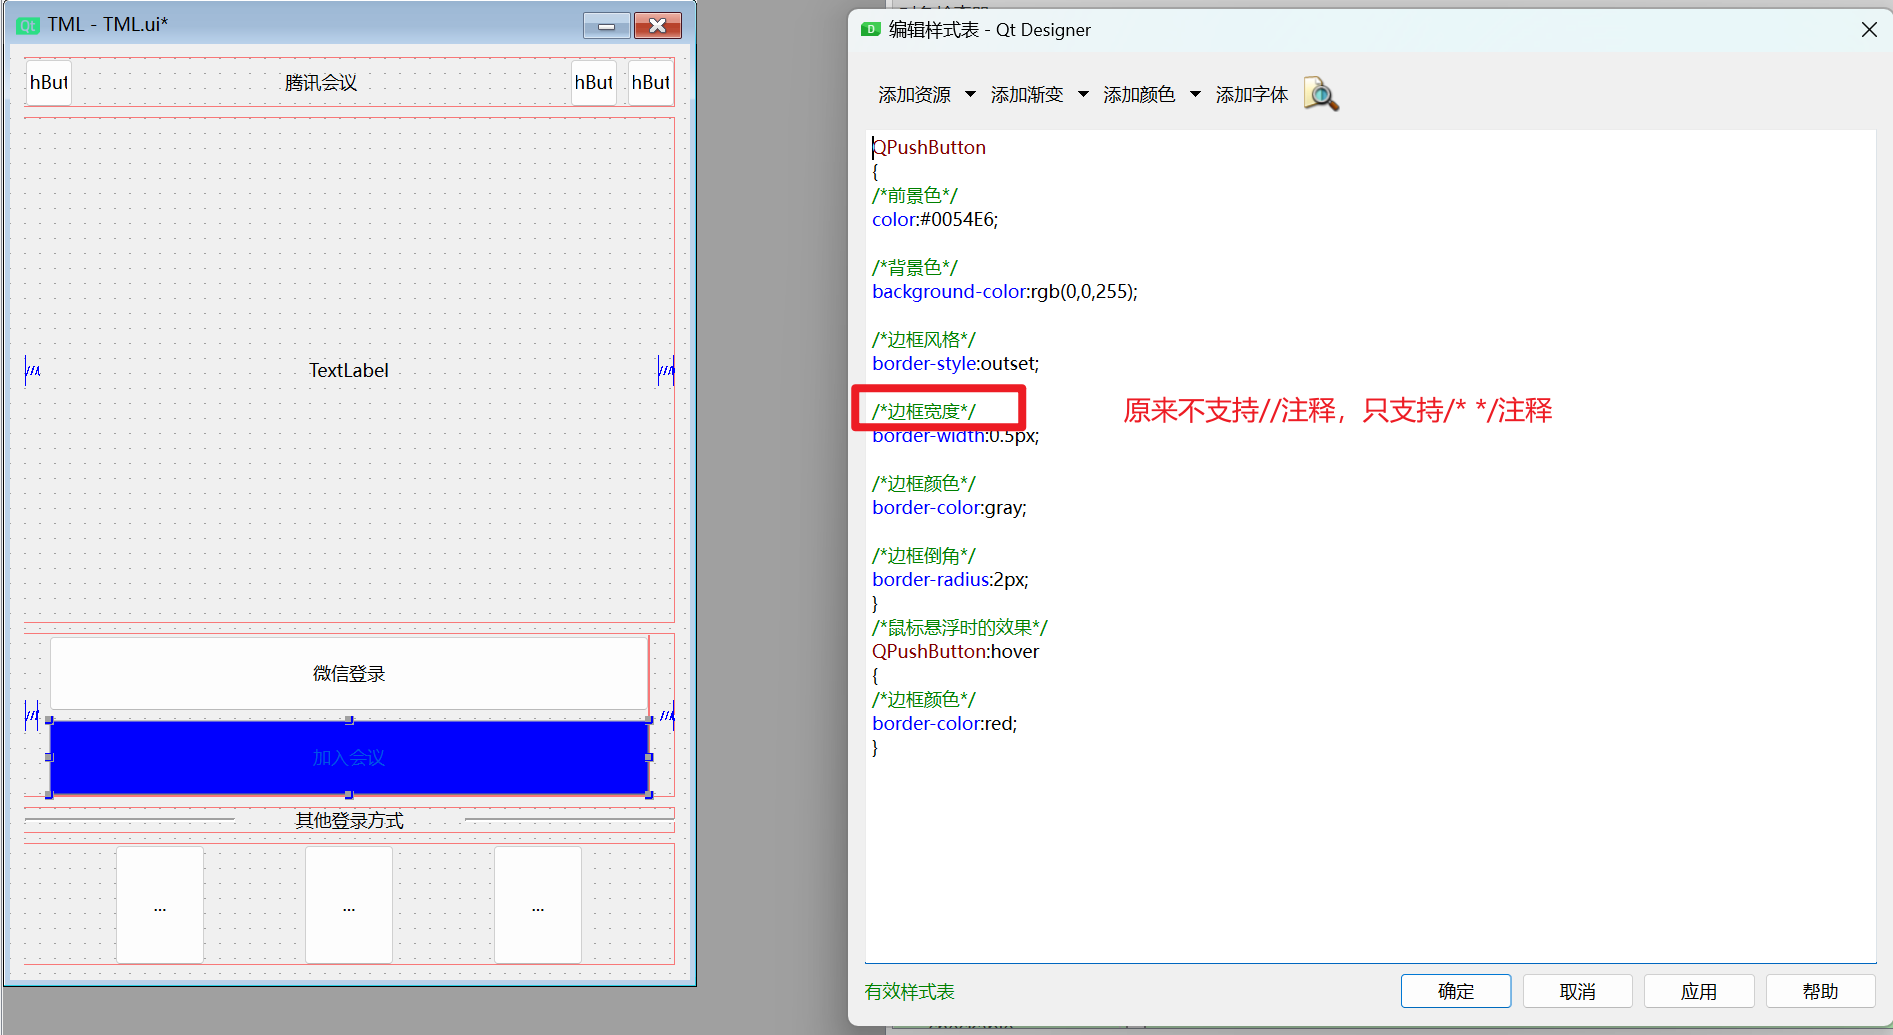 TML - TML.ui*
hBut
腾讯会议
hBut
hBut
TextLabel
微信登录
加入会议
其他登录方式
...
...
...
编辑样式表 - Qt Designer
添加资源
添加渐变
添加颜色
添加字体
QPushButton
{
/*前景色*/
color:#0054E6;
/*背景色*/
background-color:rgb(0,0,255);
/*边框风格*/
border-style:outset;
/*边框宽度*/
border-width:0.5px;
/*边框颜色*/
border-color:gray;
/*边框倒角*/
border-radius:2px;
}
/*鼠标悬浮时的效果*/
QPushButton:hover
{
/*边框颜色*/
border-color:red;
}
原来不支持//注释，只支持/* */注释
有效样式表
确定
取消
应用
帮助